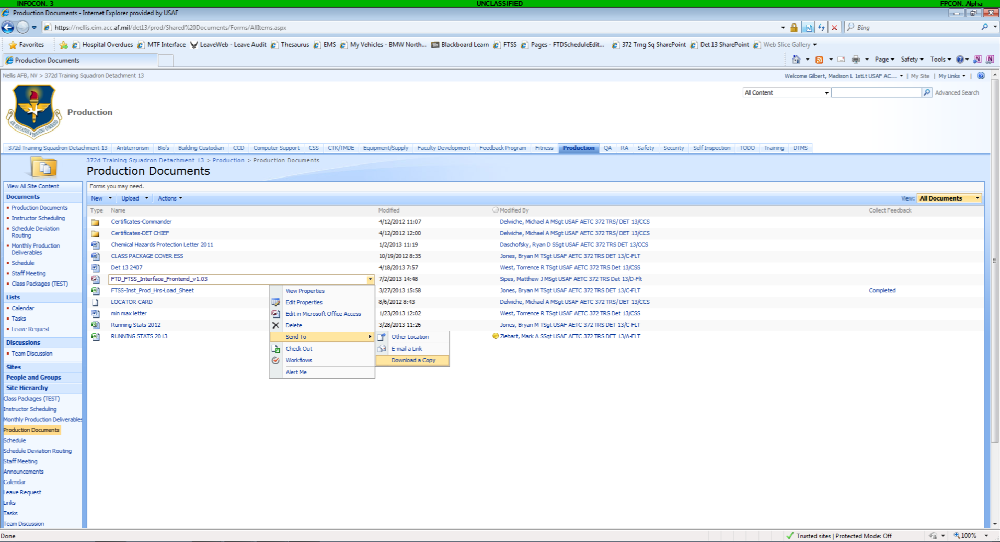 INFOCON: 3 UNCLASSIFIED FPCON: Alpha
Production Documents - Internet Explorer provided by USAF
https://nellis.eim.acc.af.mil/det13/prod/Shared%20Documents/Forms/AllItems.aspx Bing
Favorites Hospital Overdues MTF Interface LeaveWeb - Leave Audit Thesaurus EMS My Vehicles - BMW North... Blackboard Learn FTSS Pages - FTDScheduleEdit... 372 Trng Sq SharePoint Det 13 SharePoint Web Slice Gallery
Production Documents Page Safety Tools
Nellis AFB, NV > 372d Training Squadron Detachment 13 Welcome Gilbert, Madison L 1stLt USAF AC... | My Site | My Links |
All Content Advanced Search
Production
AIR EDUCATION & TRAINING COMMAND
372d Training Squadron Detachment 13 Antiterrorism Bio's Building Custodian CCD Computer Support CSS CTK/TMDE Equipment/Supply Faculty Development Feedback Program Fitness Production QA RA Safety Security Self Inspection TODO Training DTMS
372d Training Squadron Detachment 13 > Production > Production Documents
Production Documents
Forms you may need.
New Upload Actions View: All Documents
Type Name Modified Modified By Collect Feedback
Certificates-Commander 4/12/2012 11:07 Delwiche, Michael A MSgt USAF AETC 372 TRS/ DET 13/CCS
Certificates-DET CHIEF 4/12/2012 12:00 Delwiche, Michael A MSgt USAF AETC 372 TRS/ DET 13/CCS
Chemical Hazards Protection Letter 2011 1/2/2013 11:19 Daschofsky, Ryan D SSgt USAF AETC 372 TRS DET 13/CCS
CLASS PACKAGE COVER ESS 10/19/2012 8:35 Jones, Bryan M TSgt USAF AETC 372 TRS DET 13/C-FLT
Det 13 2407 4/18/2013 7:57 West, Torrence R TSgt USAF AETC 372 TRS Det 13/CSS
FTD_FTSS_Interface_Frontend_v1.03 7/2/2013 14:48 Sipes, Matthew J MSgt USAF AETC 372 TRS Det 13/D-Flt
FTSS-Inst_Prod_Hrs-Load_Sheet 3/27/2013 15:58 Jones, Bryan M TSgt USAF AETC 372 TRS DET 13/C-FLT Completed
LOCATOR CARD 8/6/2012 8:43 Delwiche, Michael A MSgt USAF AETC 372 TRS/ DET 13/CCS
min max letter 1/23/2013 12:02 West, Torrence R TSgt USAF AETC 372 TRS Det 13/CSS
Running Stats 2012 3/28/2013 11:26 Jones, Bryan M TSgt USAF AETC 372 TRS DET 13/C-FLT
RUNNING STATS 2013 Ziebart, Mark A SSgt USAF AETC 372 TRS DET 13/A-FLT
View Properties
Edit Properties
Edit in Microsoft Office Access
Delete
Send To
Check Out
Workflows
Alert Me
Other Location
E-mail a Link
Download a Copy
View All Site Content
Documents
Production Documents
Instructor Scheduling
Schedule Deviation
Routing
Monthly Production
Deliverables
Schedule
Staff Meeting
Class Packages (TEST)
Lists
Calendar
Tasks
Leave Request
Discussions
Team Discussion
Sites
People and Groups
Site Hierarchy
Class Packages (TEST)
Instructor Scheduling
Monthly Production Deliverables
Production Documents
Schedule
Schedule Deviation Routing
Staff Meeting
Announcements
Calendar
Leave Request
Links
Tasks
Team Discussion
Done Trusted sites | Protected Mode: Off 100%